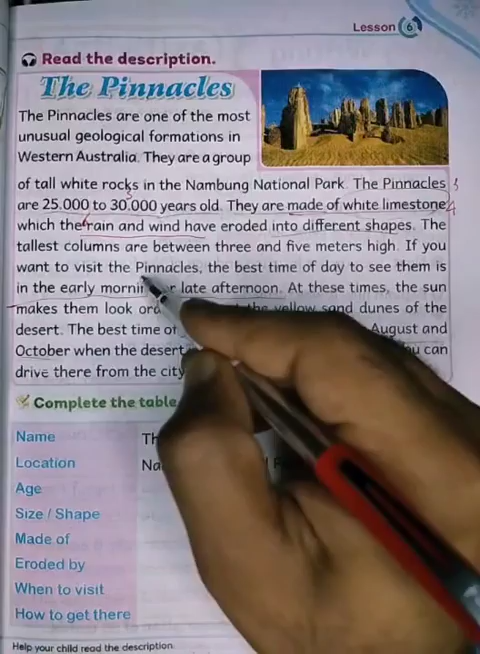 Lesson 6
Read the description.
The Pinnacles
The Pinnacles are one of the most
unusual geological formations in
Western Australia. They are a group
of tall white rocks in the Nambung National Park. The Pinnacles 3
are 25.000 to 30.000 years old. They are made of white limestone 4
which the rain and wind have eroded into different shapes. The
tallest columns are between three and five meters high. If you
want to visit the Pinnacles, the best time of day to see them is
in the early or late afternoon. At these times, the sun
makes them look the yellow sand dunes of the
desert. The best time of August and
October when the desert can
drive there from the city
Complete the table
Name
Location
Age
Size / Shape
Made of
Eroded by
When to visit
How to get there
Help your child read the description.